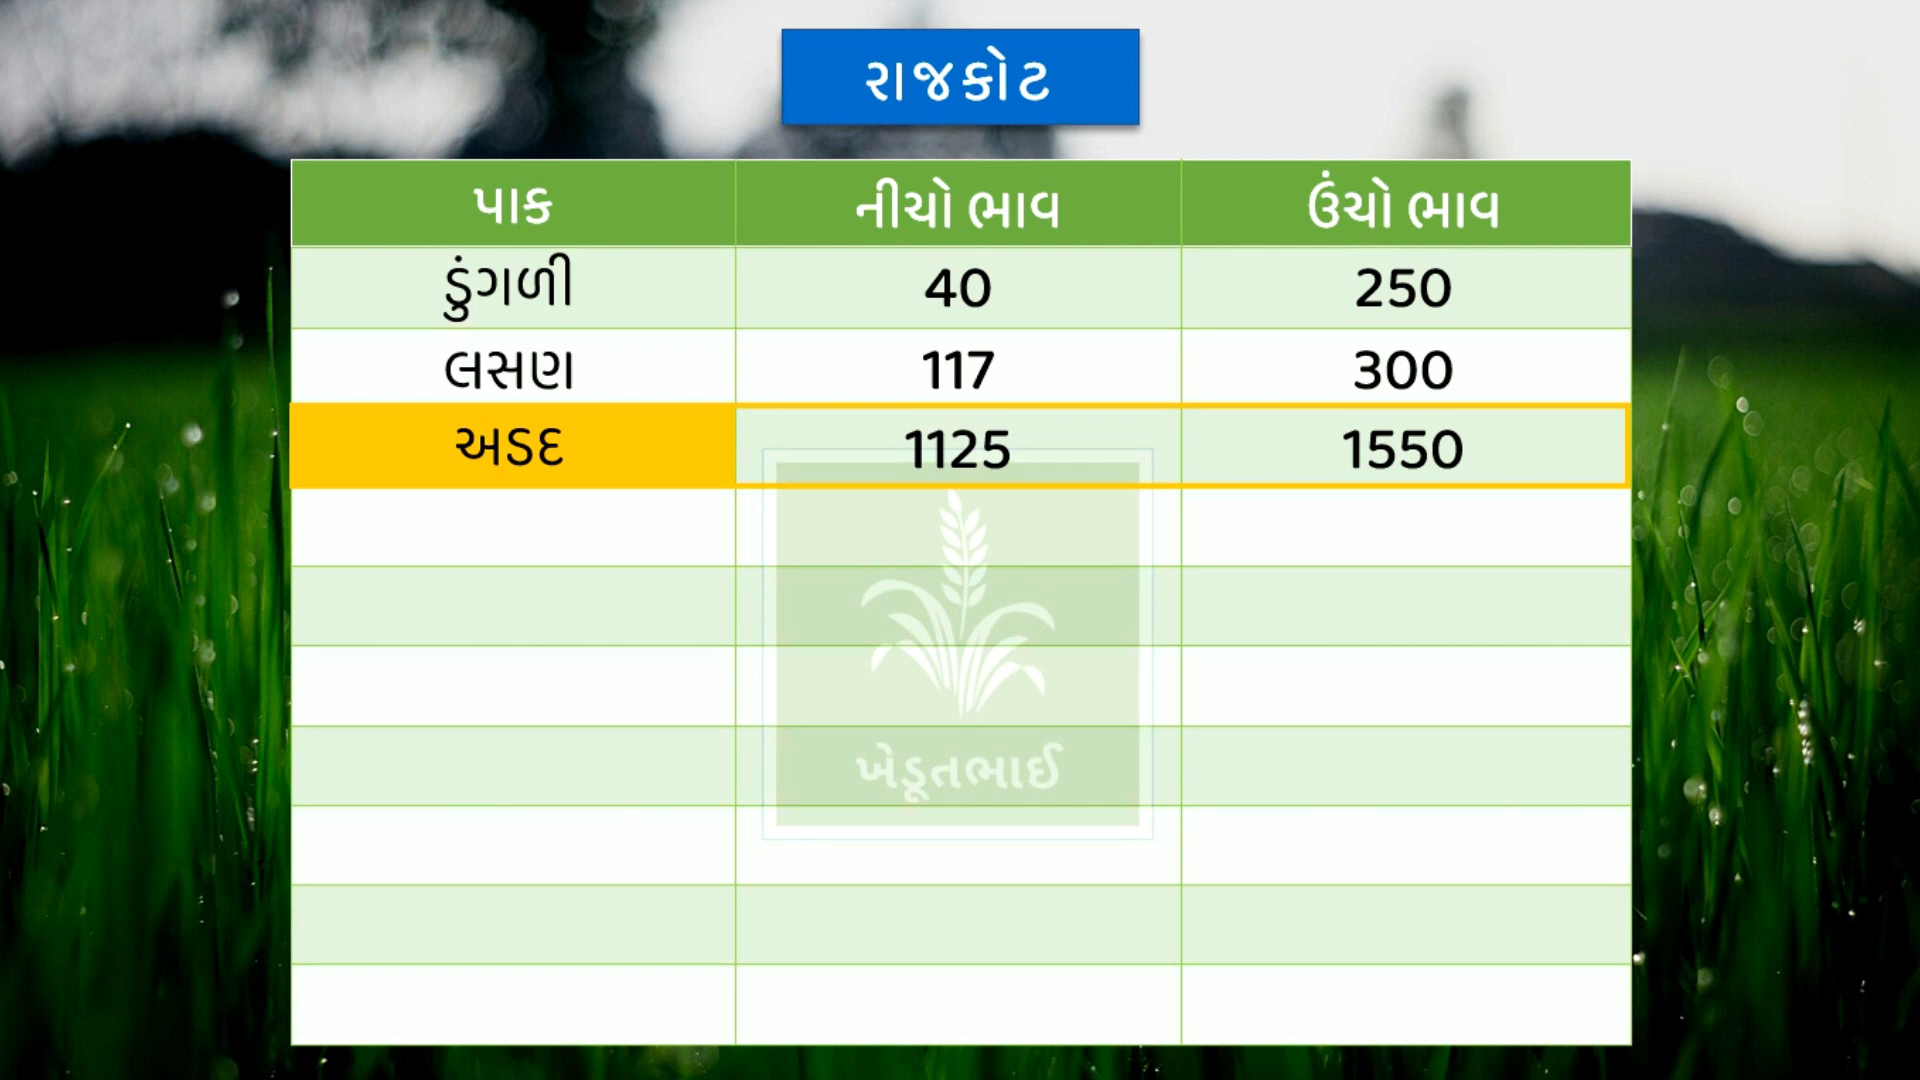 રાજકોટ
પાક નીચો ભાવ ઉંચો ભાવ
ડુંગળી 40 250
લસણ 117 300
અડદ 1125 1550
ખેડૂતભાઈ